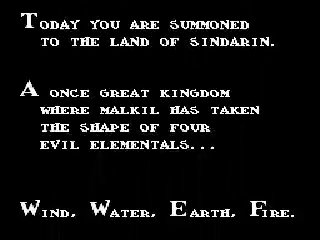 TODAY YOU ARE SUMMONED
TO THE LAND OF SINDARIN.
A ONCE GREAT KINGDOM
WHERE MALKIL HAS TAKEN
THE SHAPE OF FOUR
EVIL ELEMENTALS...
WIND, WATER, EARTH, FIRE.